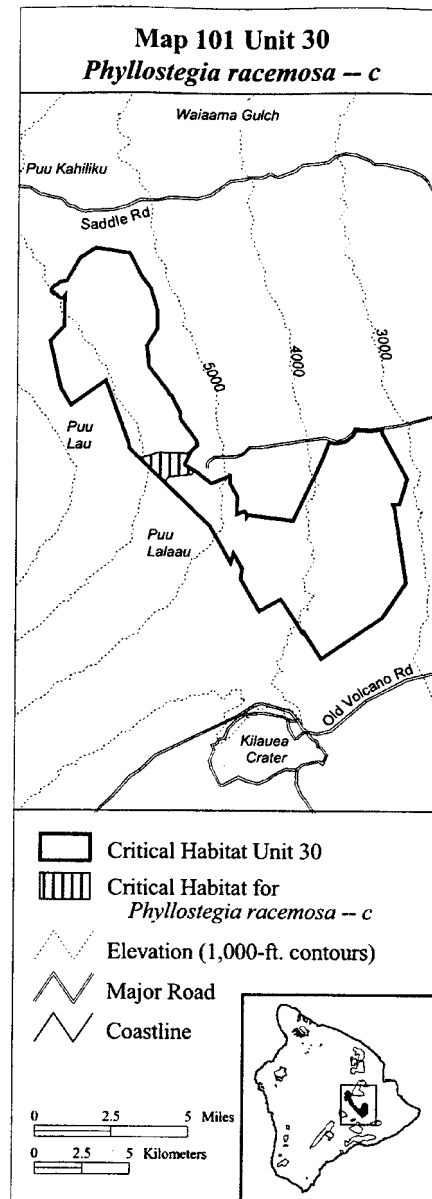 Map 101 Unit 30
Phyllostegia racemosa -- c
Waiaama Gulch
Puu Kahiliku
Saddle Rd
5000
4000
3000
Puu
Lau
Puu
Lalaau
Old Volcano Rd
Kilauea
Crater
Critical Habitat Unit 30
Critical Habitat for
Phyllostegia racemosa -- c
Elevation (1,000-ft. contours)
Major Road
Coastline
0 2.5 5 Miles
0 2.5 5 Kilometers